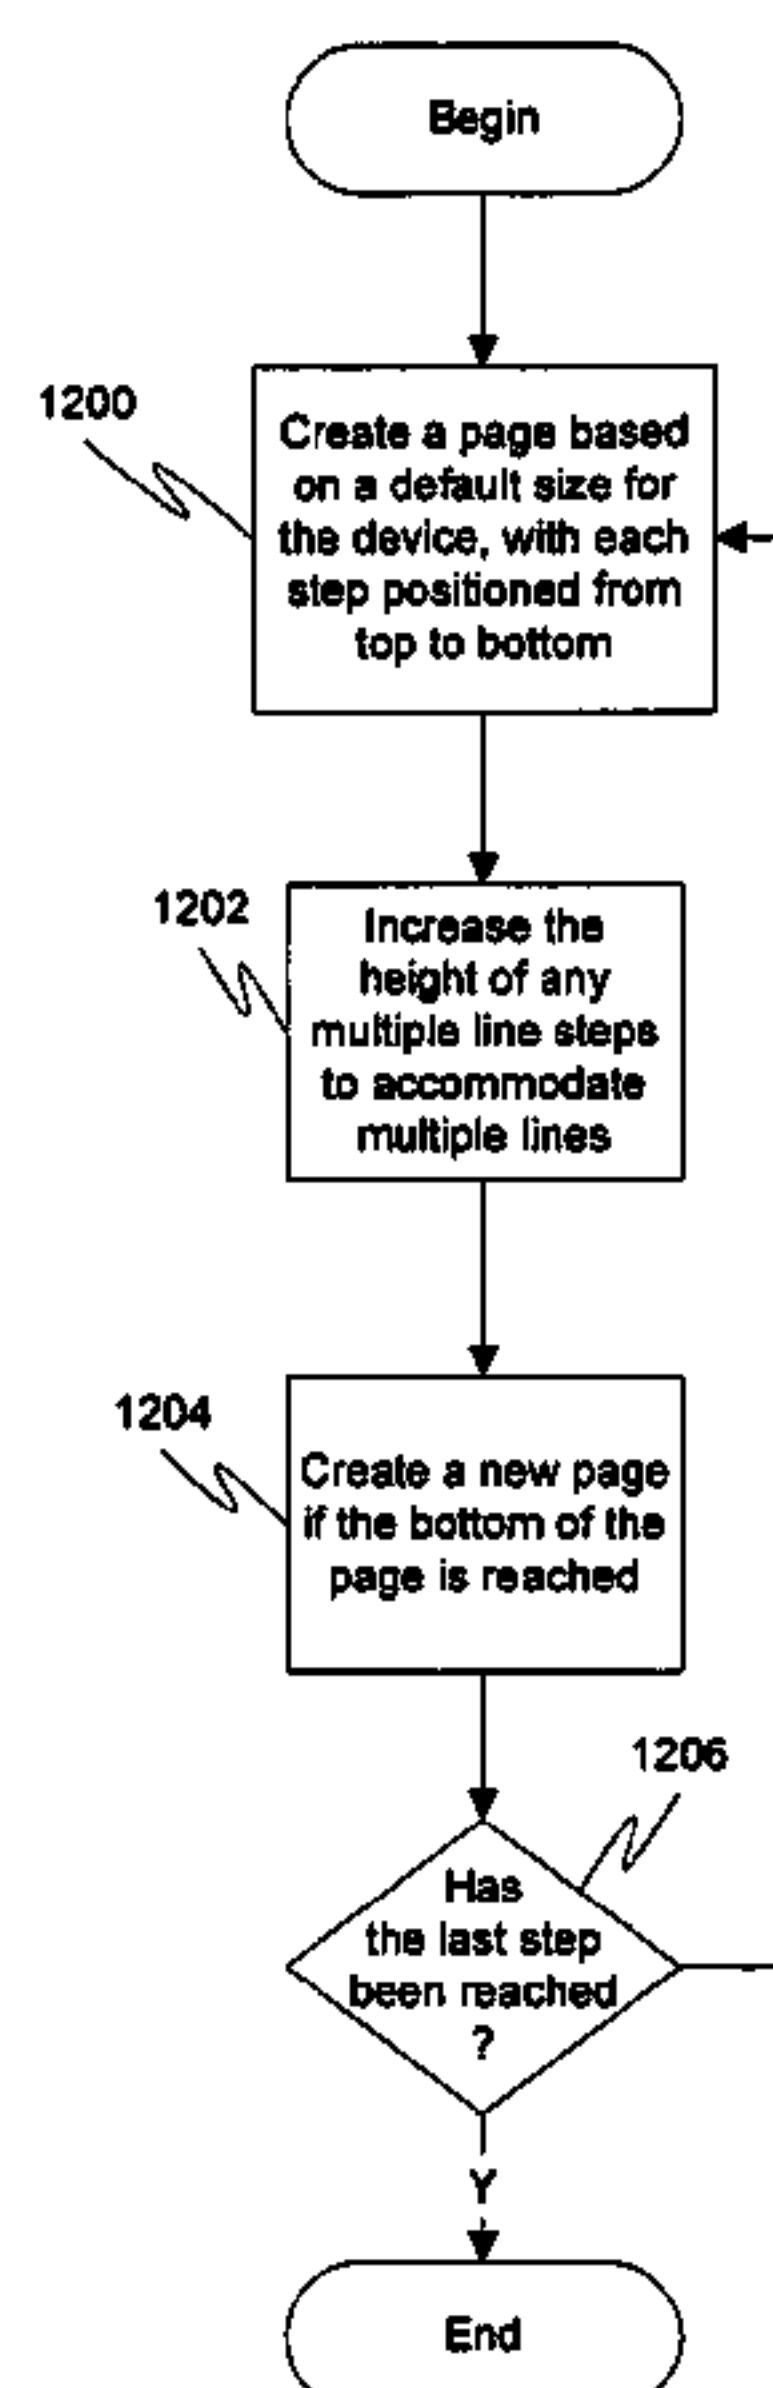 Begin
1200
Create a page based
on a default size for
the device, with each
step positioned from
top to bottom
1202
Increase the
height of any
multiple line steps
to accommodate
multiple lines
1204
Create a new page
if the bottom of the
page is reached
1206
Has
the last step
been reached
?
Y
End